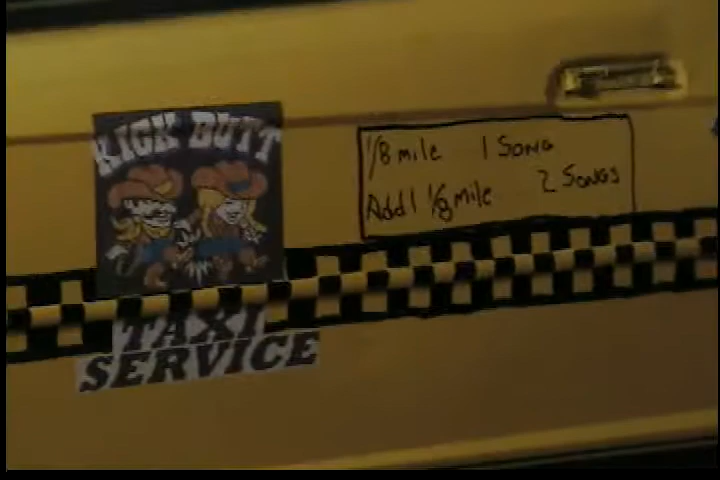 KICK BUTT
TAXI
SERVICE
1/8 mile 1 SONG
Add'l 1/8 mile 2 SONGS